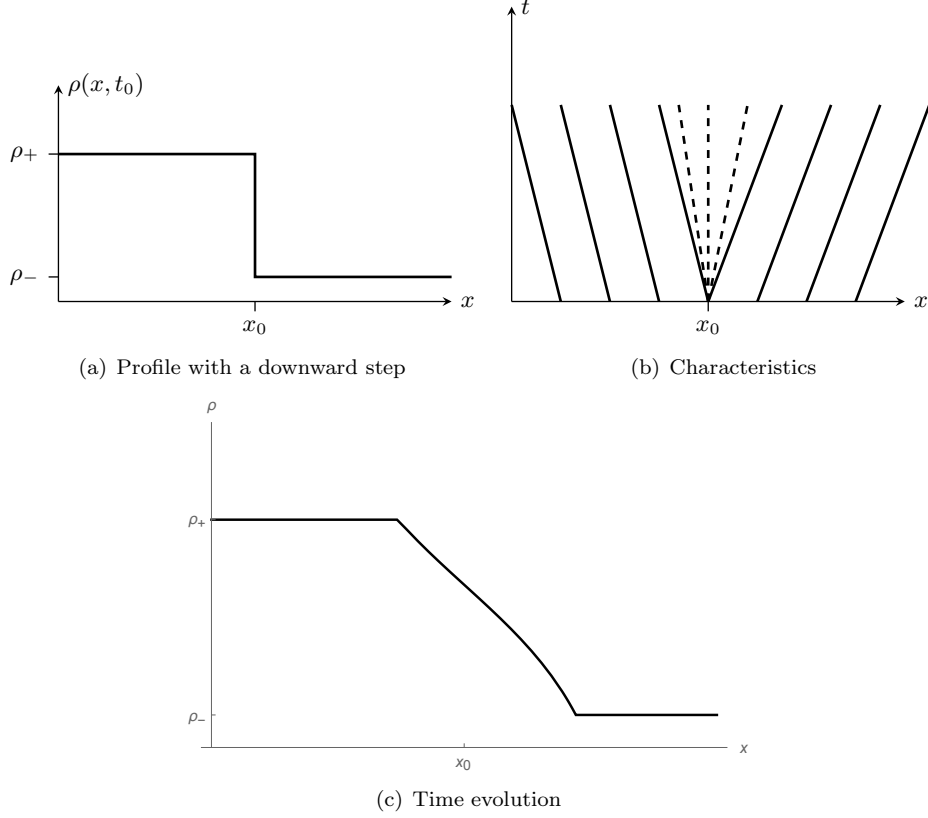 ρ(x, t₀)
ρ₊
ρ₋
x₀
x
(a) Profile with a downward step
t
x₀
x
(b) Characteristics
ρ
ρ₊
ρ₋
x₀
x
(c) Time evolution